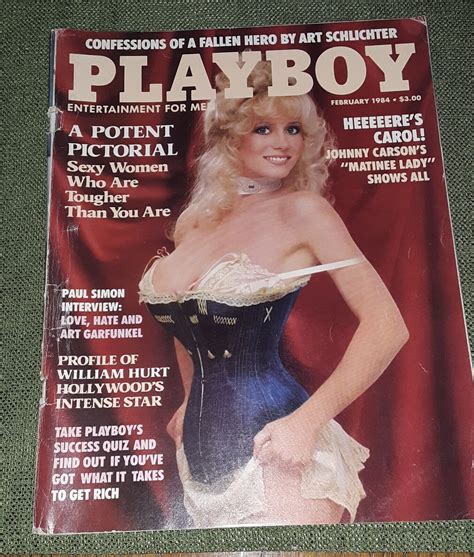 CONFESSIONS OF A FALLEN HERO BY ART SCHLICHTER
PLAYBOY
ENTERTAINMENT FOR ME
FEBRUARY 1984 • $3.00
A POTENT
PICTORIAL
Sexy Women
Who Are
Tougher
Than You Are
HEEEEERE'S
CAROL!
JOHNNY CARSON'S
"MATINEE LADY"
SHOWS ALL
PAUL SIMON
INTERVIEW:
LOVE, HATE AND
ART GARFUNKEL
PROFILE OF
WILLIAM HURT
HOLLYWOOD'S
INTENSE STAR
TAKE PLAYBOY'S
SUCCESS QUIZ AND
FIND OUT IF YOU'VE
GOT WHAT IT TAKES
TO GET RICH